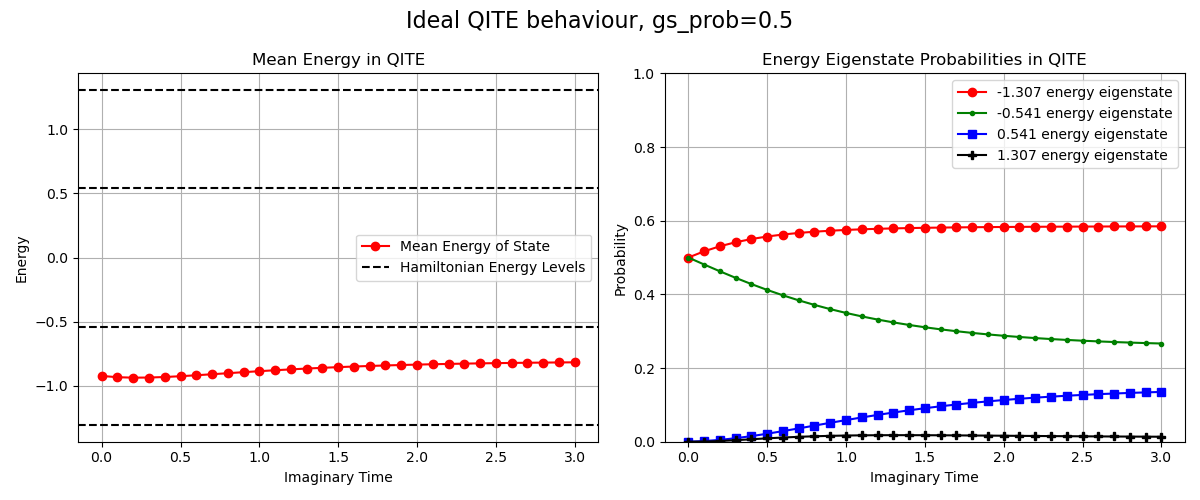 Ideal QITE behaviour, gs_prob=0.5
Mean Energy in QITE
Energy
1.0
0.5
0.0
−0.5
−1.0
Mean Energy of State
Hamiltonian Energy Levels
0.0 0.5 1.0 1.5 2.0 2.5 3.0
Imaginary Time
Energy Eigenstate Probabilities in QITE
Probability
1.0
0.8
0.6
0.4
0.2
0.0
-1.307 energy eigenstate
-0.541 energy eigenstate
0.541 energy eigenstate
1.307 energy eigenstate
0.0 0.5 1.0 1.5 2.0 2.5 3.0
Imaginary Time